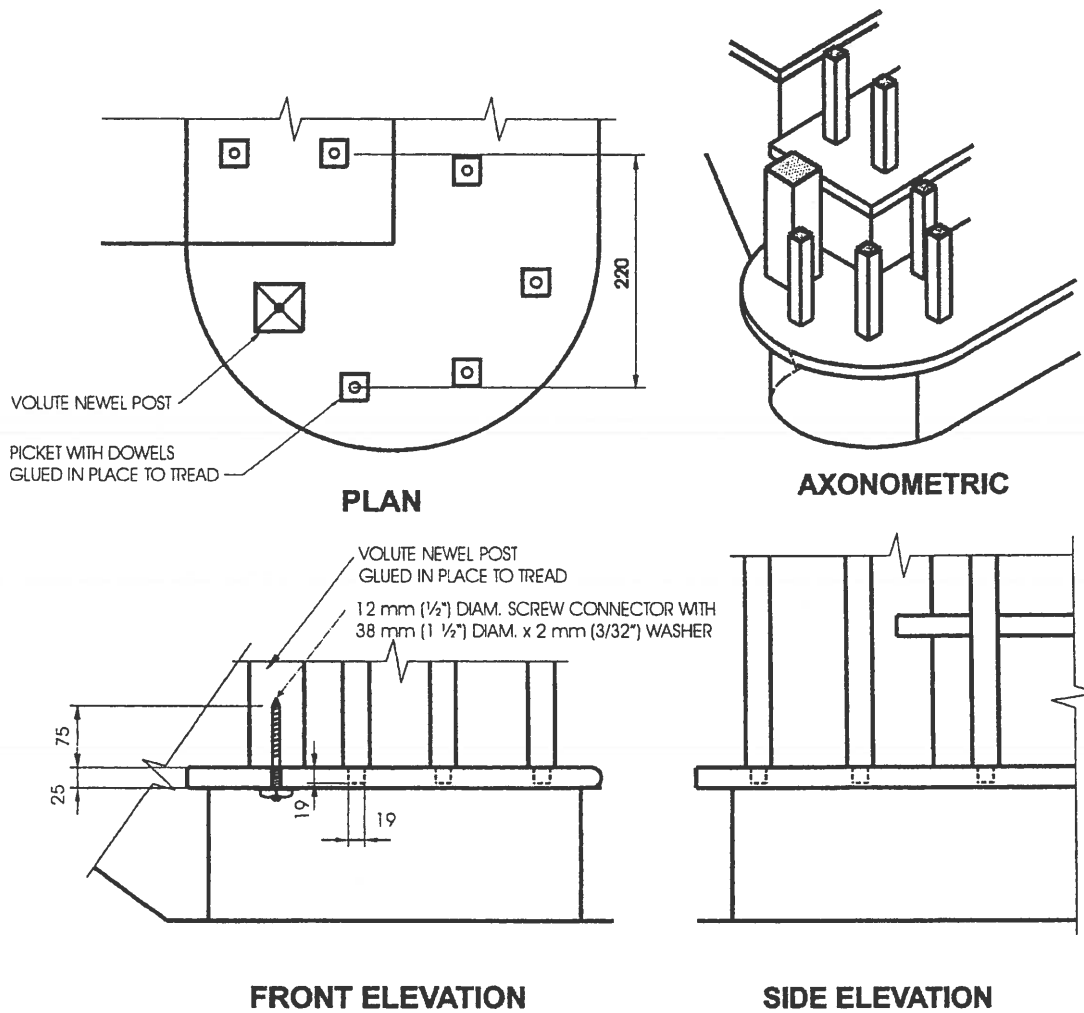 220
VOLUTE NEWEL POST
PICKET WITH DOWELS
GLUED IN PLACE TO TREAD
PLAN
AXONOMETRIC
VOLUTE NEWEL POST
GLUED IN PLACE TO TREAD
12 mm (½") DIAM. SCREW CONNECTOR WITH
38 mm (1 ½") DIAM. x 2 mm (3/32") WASHER
75
25
19
19
FRONT ELEVATION
SIDE ELEVATION